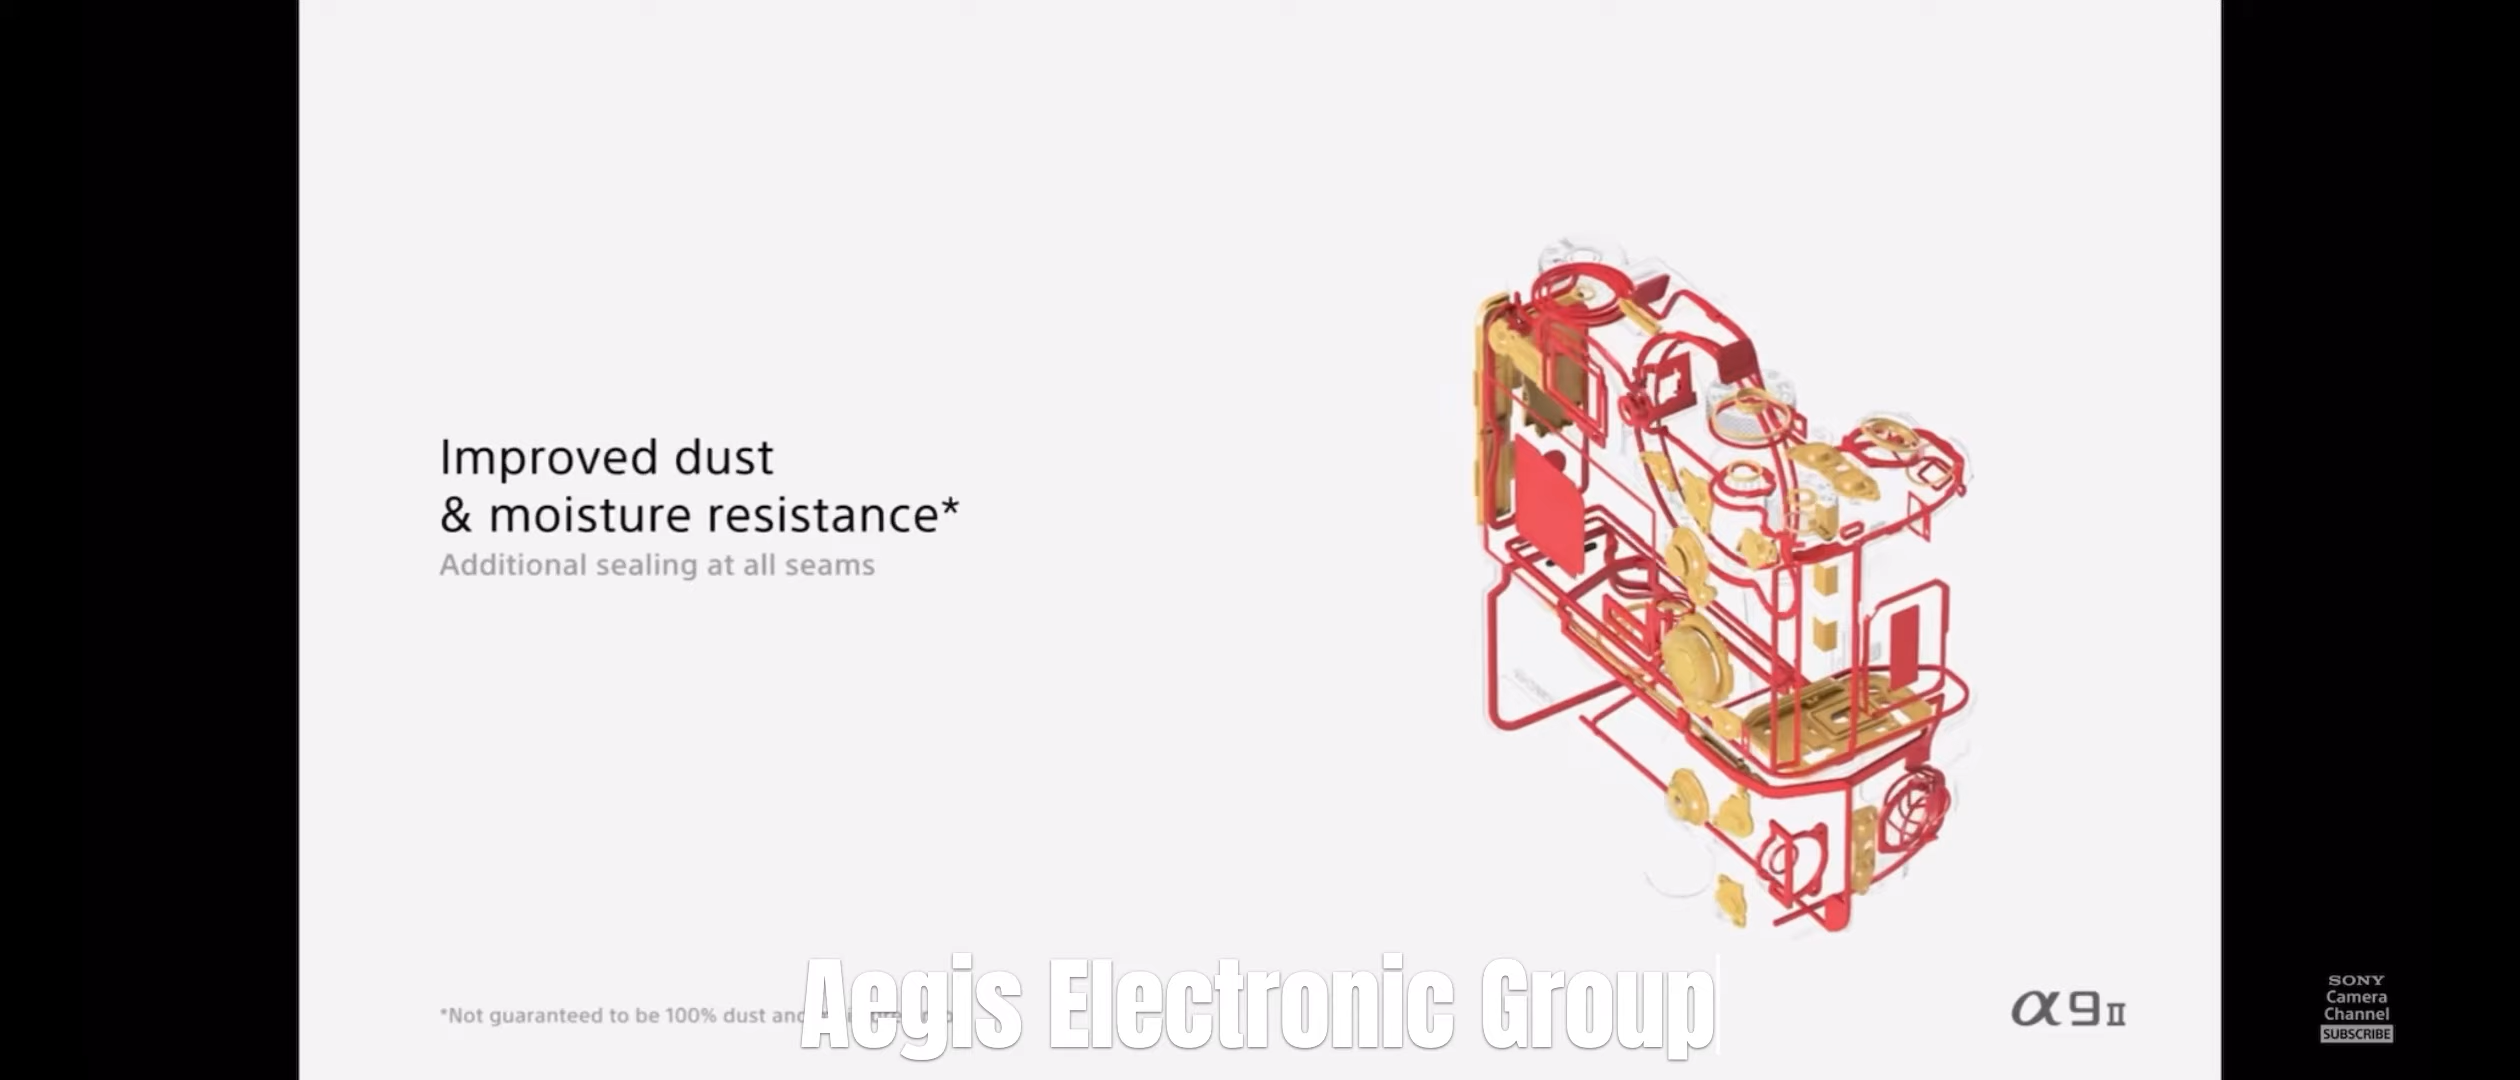 Improved dust
& moisture resistance*
Additional sealing at all seams
*Not guaranteed to be 100% dust and
Aegis Electronic Group
α9II
SONY
Camera
Channel
SUBSCRIBE